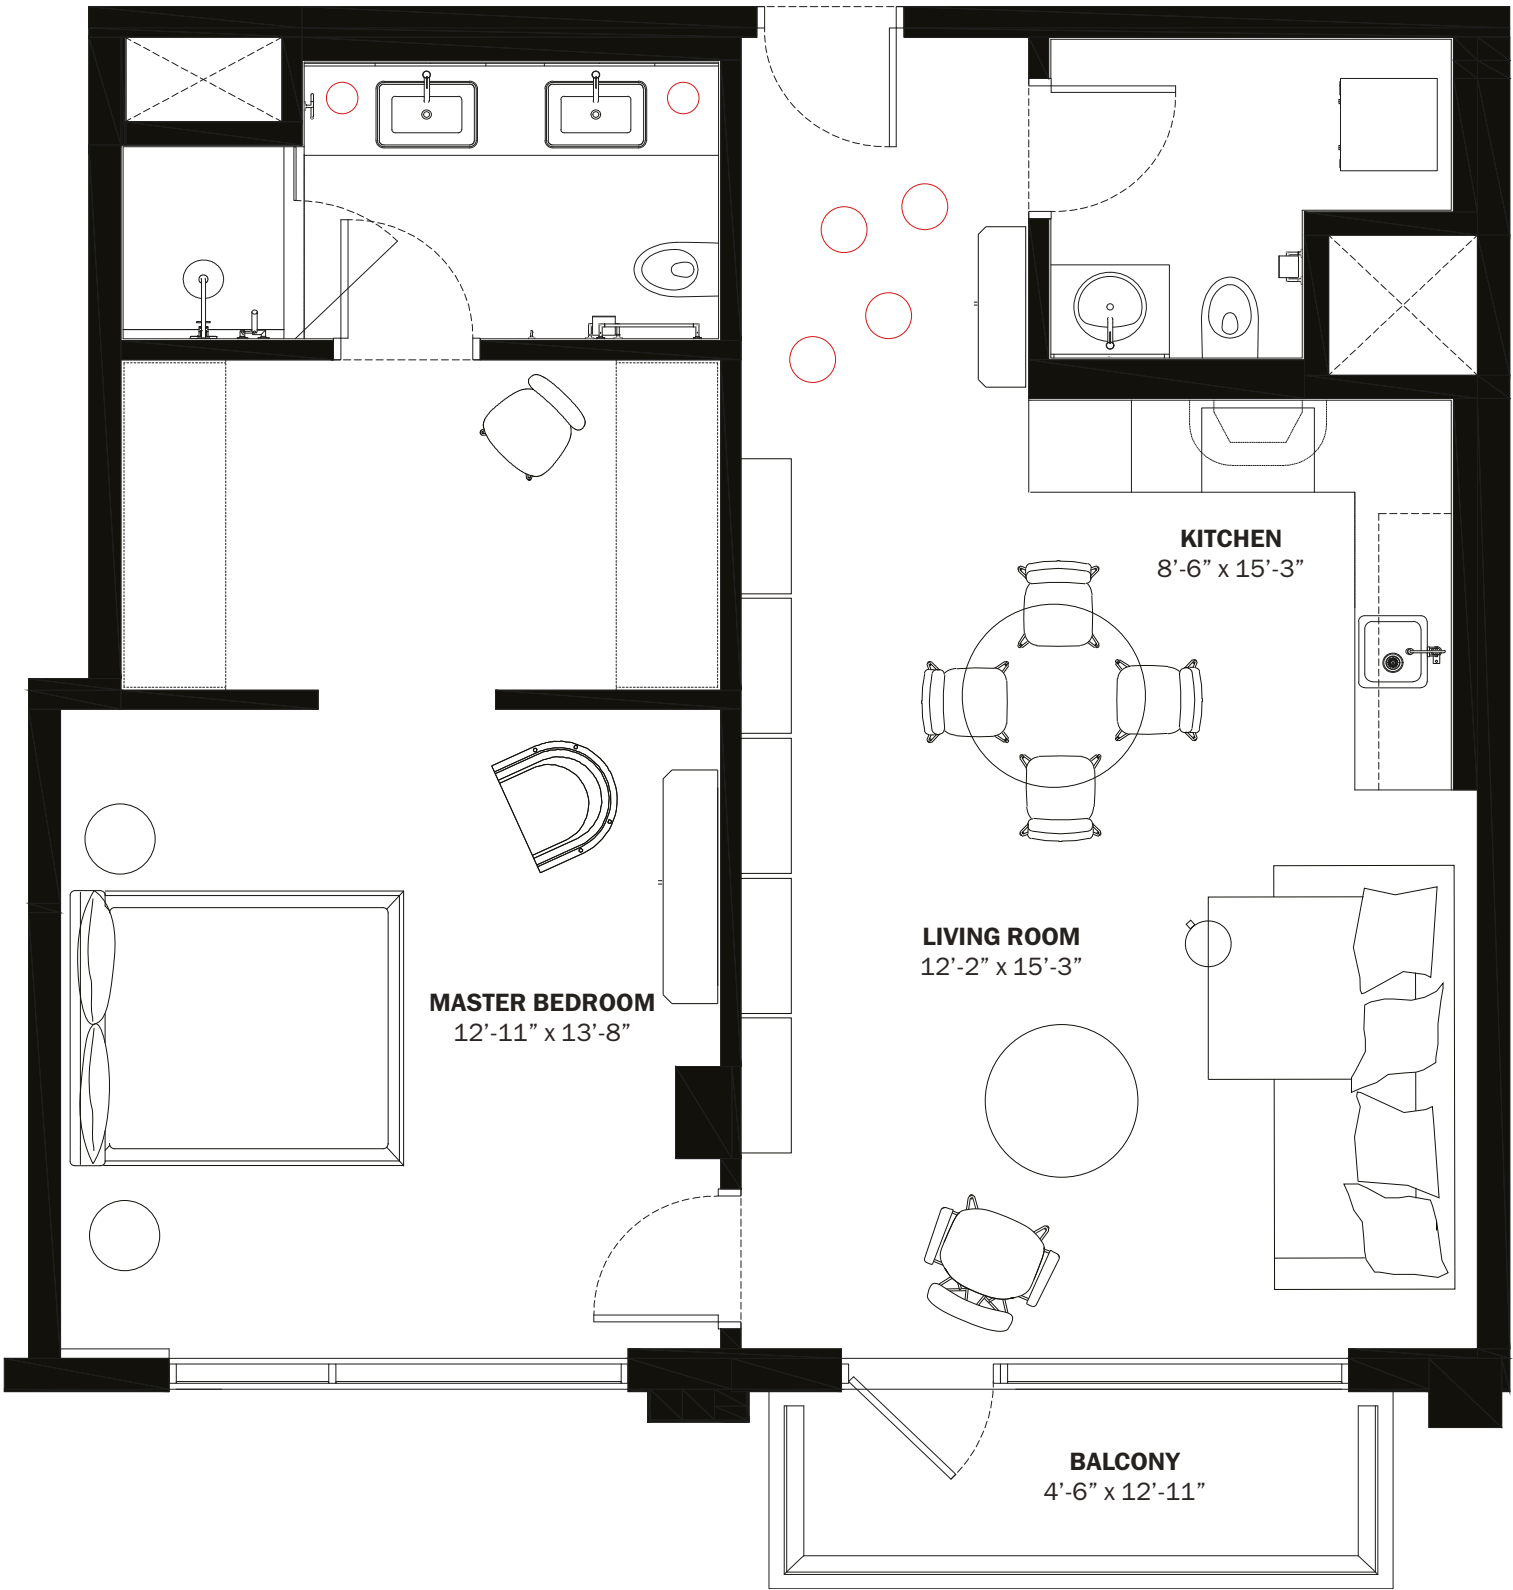 KITCHEN
8’-6” x 15’-3”
LIVING ROOM
12’-2” x 15’-3”
MASTER BEDROOM
12’-11” x 13’-8”
BALCONY
4’-6” x 12’-11”